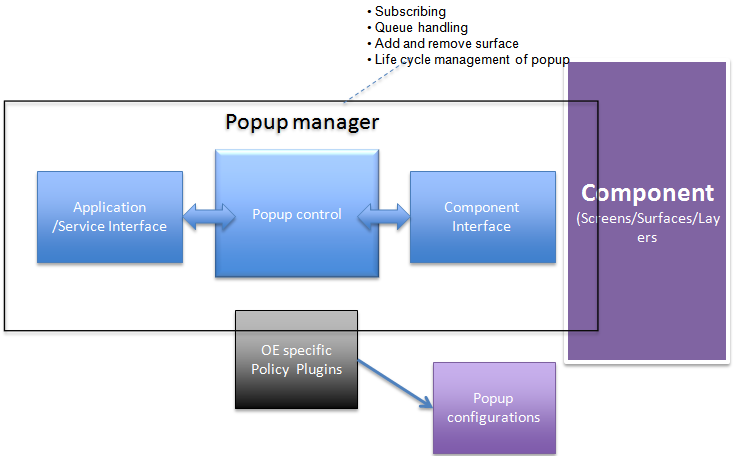 • Subscribing
• Queue handling
• Add and remove surface
• Life cycle management of popup
Popup manager
Application
/Service Interface
Popup control
Component
Interface
Component
(Screens/Surfaces/Lay
ers
OE specific
Policy Plugins
Popup
configurations